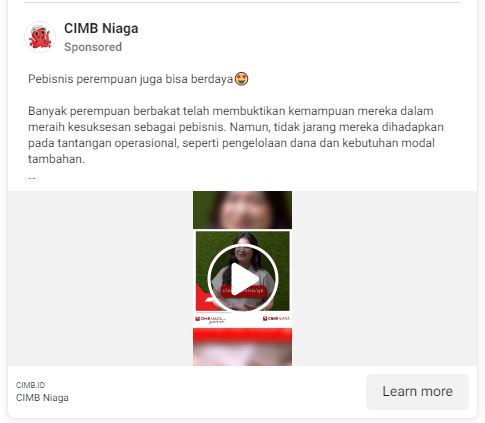 CIMB Niaga
Sponsored
Pebisnis perempuan juga bisa berdaya🤩
Banyak perempuan berbakat telah membuktikan kemampuan mereka dalam
meraih kesuksesan sebagai pebisnis. Namun, tidak jarang mereka dihadapkan
pada tantangan operasional, seperti pengelolaan dana dan kebutuhan modal
tambahan.
...
CIMB NIAGA CIMB NIAGA
CIMB.ID
CIMB Niaga
Learn more